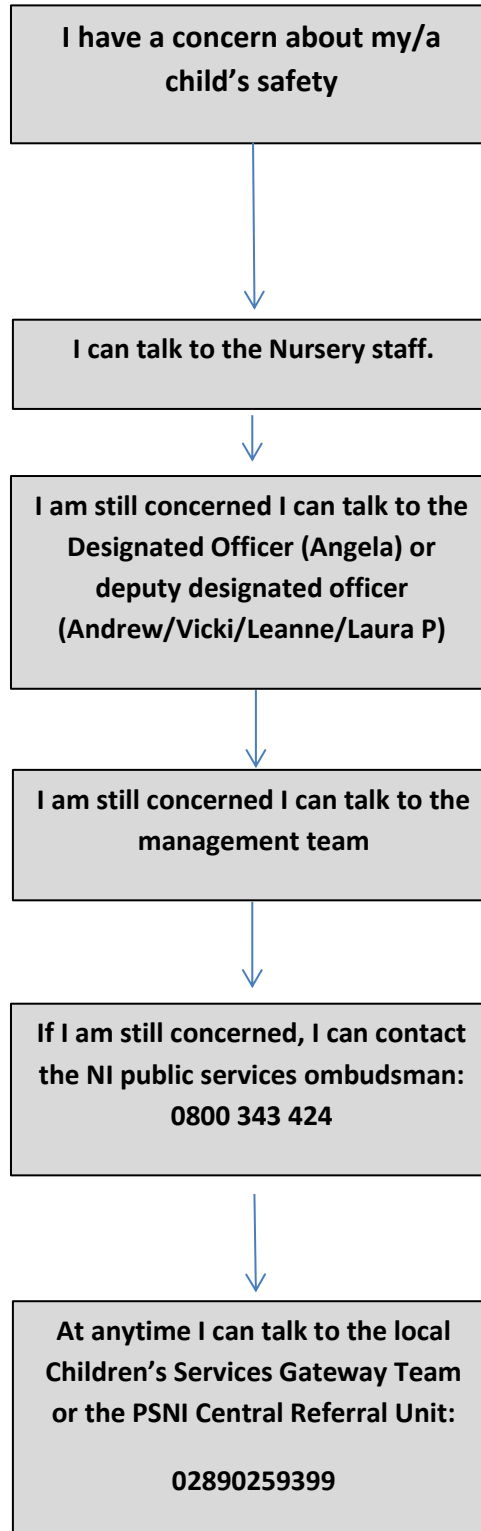 I have a concern about my/a
child’s safety
I can talk to the Nursery staff.
I am still concerned I can talk to the
Designated Officer (Angela) or
deputy designated officer
(Andrew/Vicki/Leanne/Laura P)
I am still concerned I can talk to the
management team
If I am still concerned, I can contact
the NI public services ombudsman:
0800 343 424
At anytime I can talk to the local
Children’s Services Gateway Team
or the PSNI Central Referral Unit:
02890259399